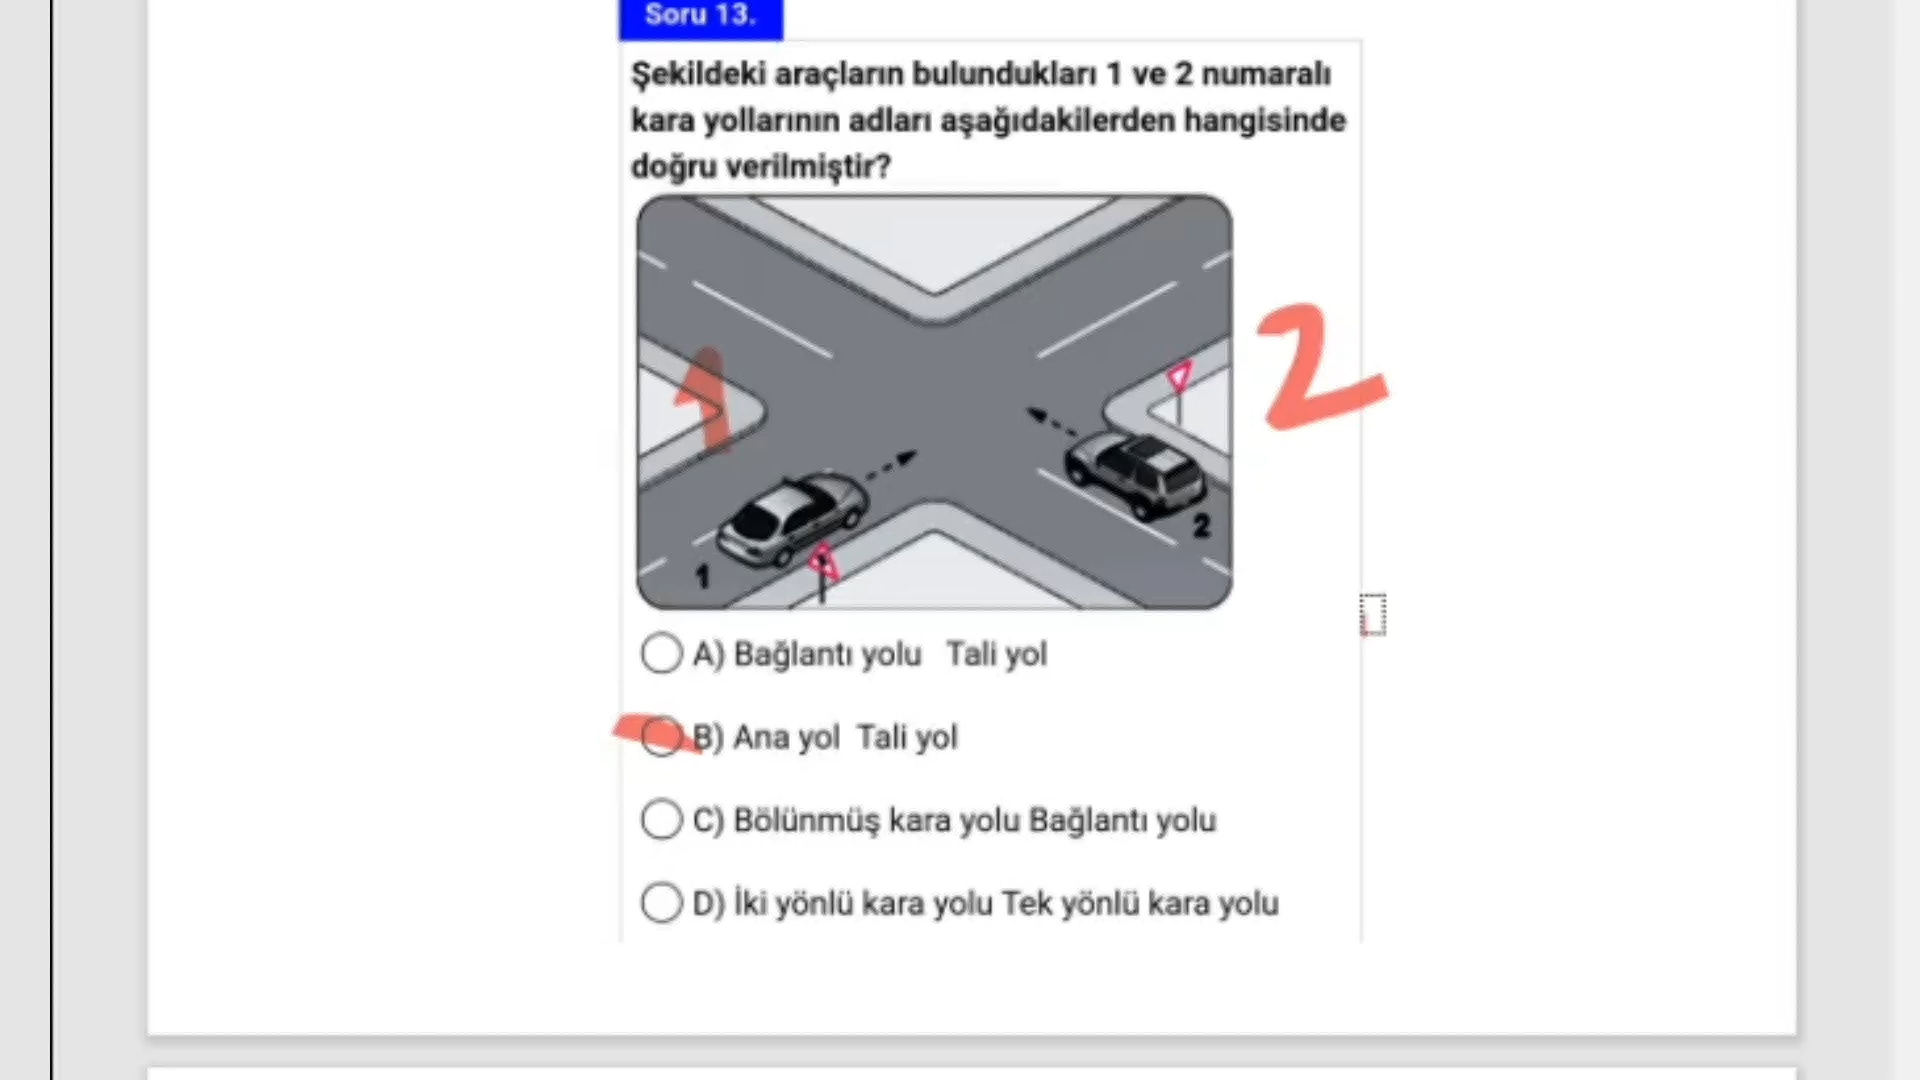 Soru 13.
Şekildeki araçların bulundukları 1 ve 2 numaralı
kara yollarının adları aşağıdakilerden hangisinde
doğru verilmiştir?
1
2
1
2
A) Bağlantı yolu Tali yol
B) Ana yol Tali yol
C) Bölünmüş kara yolu Bağlantı yolu
D) İki yönlü kara yolu Tek yönlü kara yolu